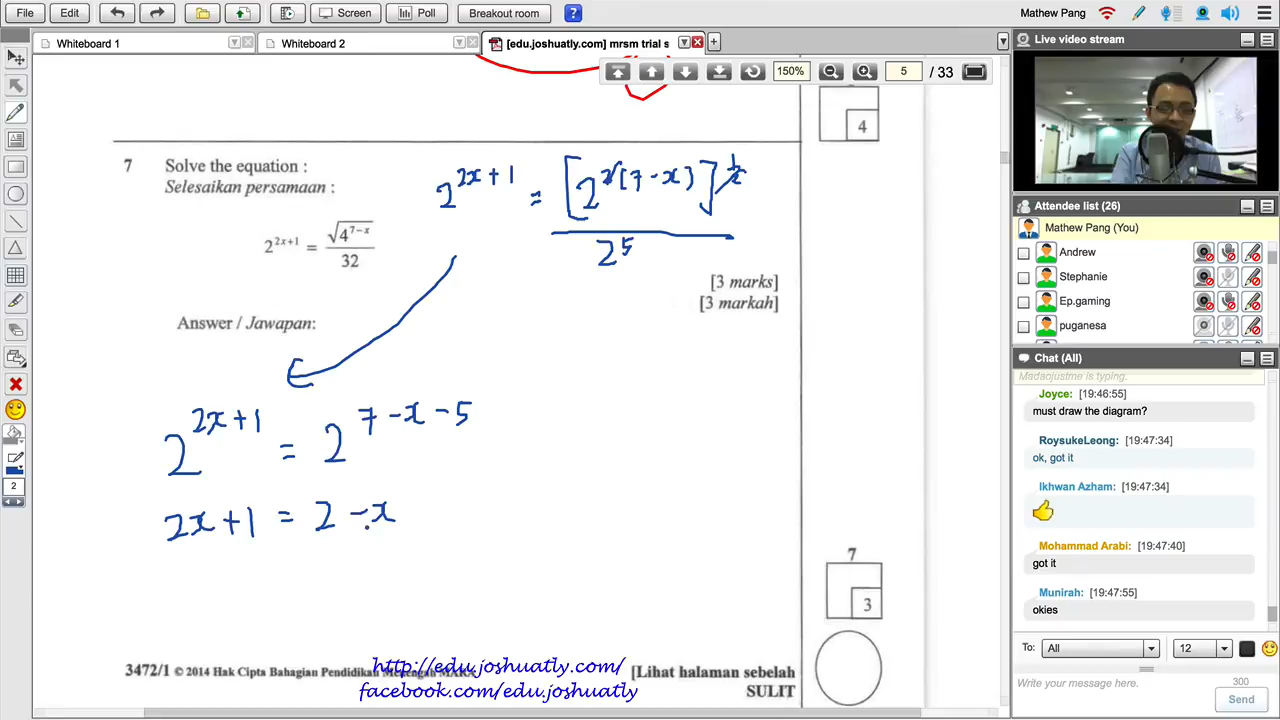 File Edit Screen Poll Breakout room ? Mathew Pang
Whiteboard 1 Whiteboard 2 [edu.joshuatly.com] mrsm trial s
150% 5 / 33
4
7 Solve the equation :
Selesaikan persamaan :
2^{2x+1} = √4^{7−x} / 32
2^{2x+1} = [2^{2(7−x)}]^{1/2} / 2^5
[3 marks]
[3 markah]
Answer / Jawapan:
2^{2x+1} = 2^{7−x−5}
2x+1 = 2−x
7
3
3472/1 © 2014 Hak Cipta Bahagian Pendidikan Menengah MARA
http://edu.joshuatly.com/
facebook.com/edu.joshuatly
[Lihat halaman sebelah
SULIT
2
Live video stream
Attendee list (26)
Mathew Pang (You)
Andrew
Stephanie
Ep.gaming
puganesa
Chat (All)
Madaojustme is typing.
Joyce: [19:46:55]
must draw the diagram?
RoysukeLeong: [19:47:34]
ok, got it
Ikhwan Azham: [19:47:34]
Mohammad Arabi: [19:47:40]
got it
Munirah: [19:47:55]
okies
To: All 12
Write your message here. 300
Send